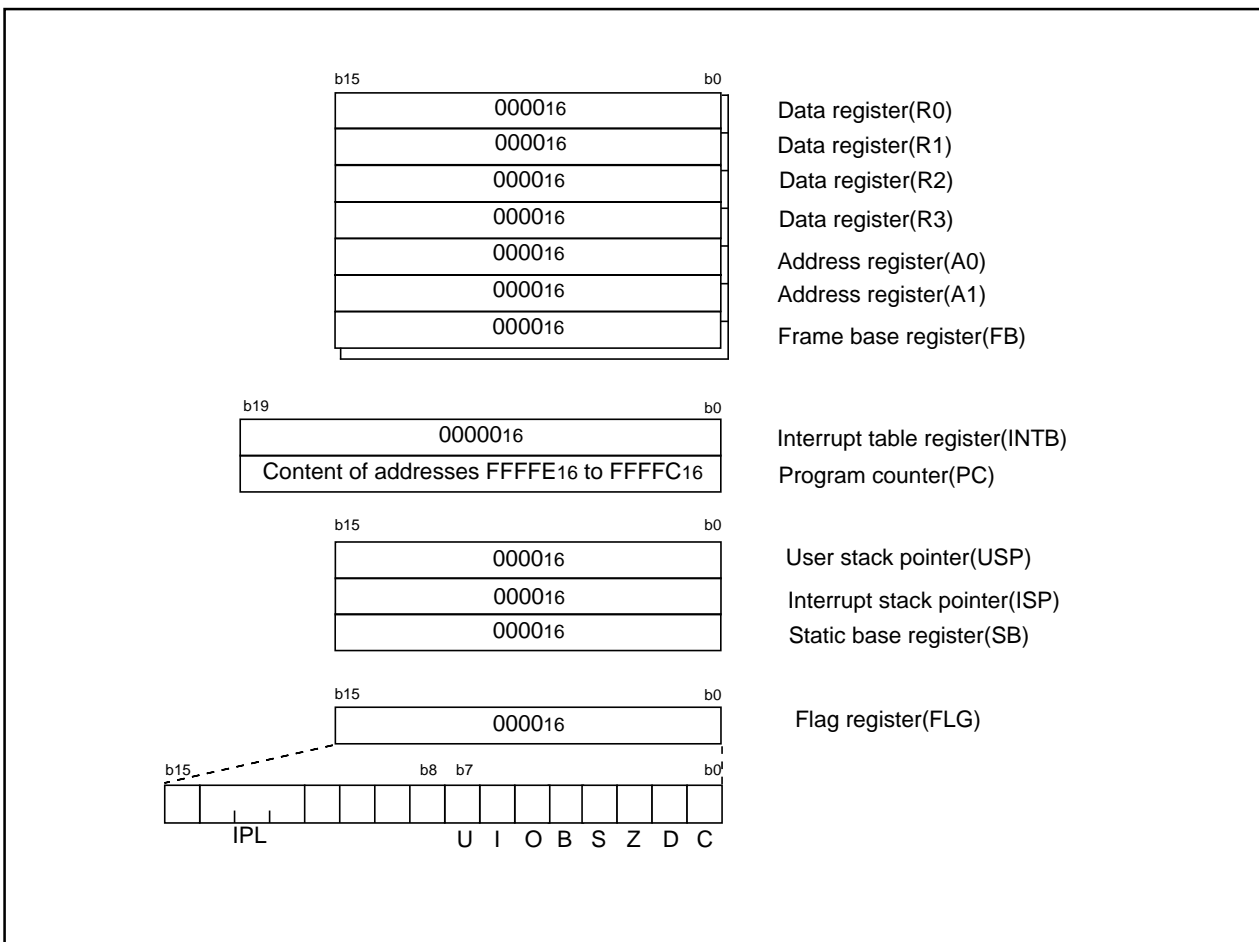 b15 b0
000016 Data register(R0)
000016 Data register(R1)
000016 Data register(R2)
000016 Data register(R3)
000016 Address register(A0)
000016 Address register(A1)
000016 Frame base register(FB)
b19 b0
0000016 Interrupt table register(INTB)
Content of addresses FFFFE16 to FFFFC16 Program counter(PC)
b15 b0
000016 User stack pointer(USP)
000016 Interrupt stack pointer(ISP)
000016 Static base register(SB)
b15 b0
000016 Flag register(FLG)
b15 b8 b7 b0
IPL U I O B S Z D C